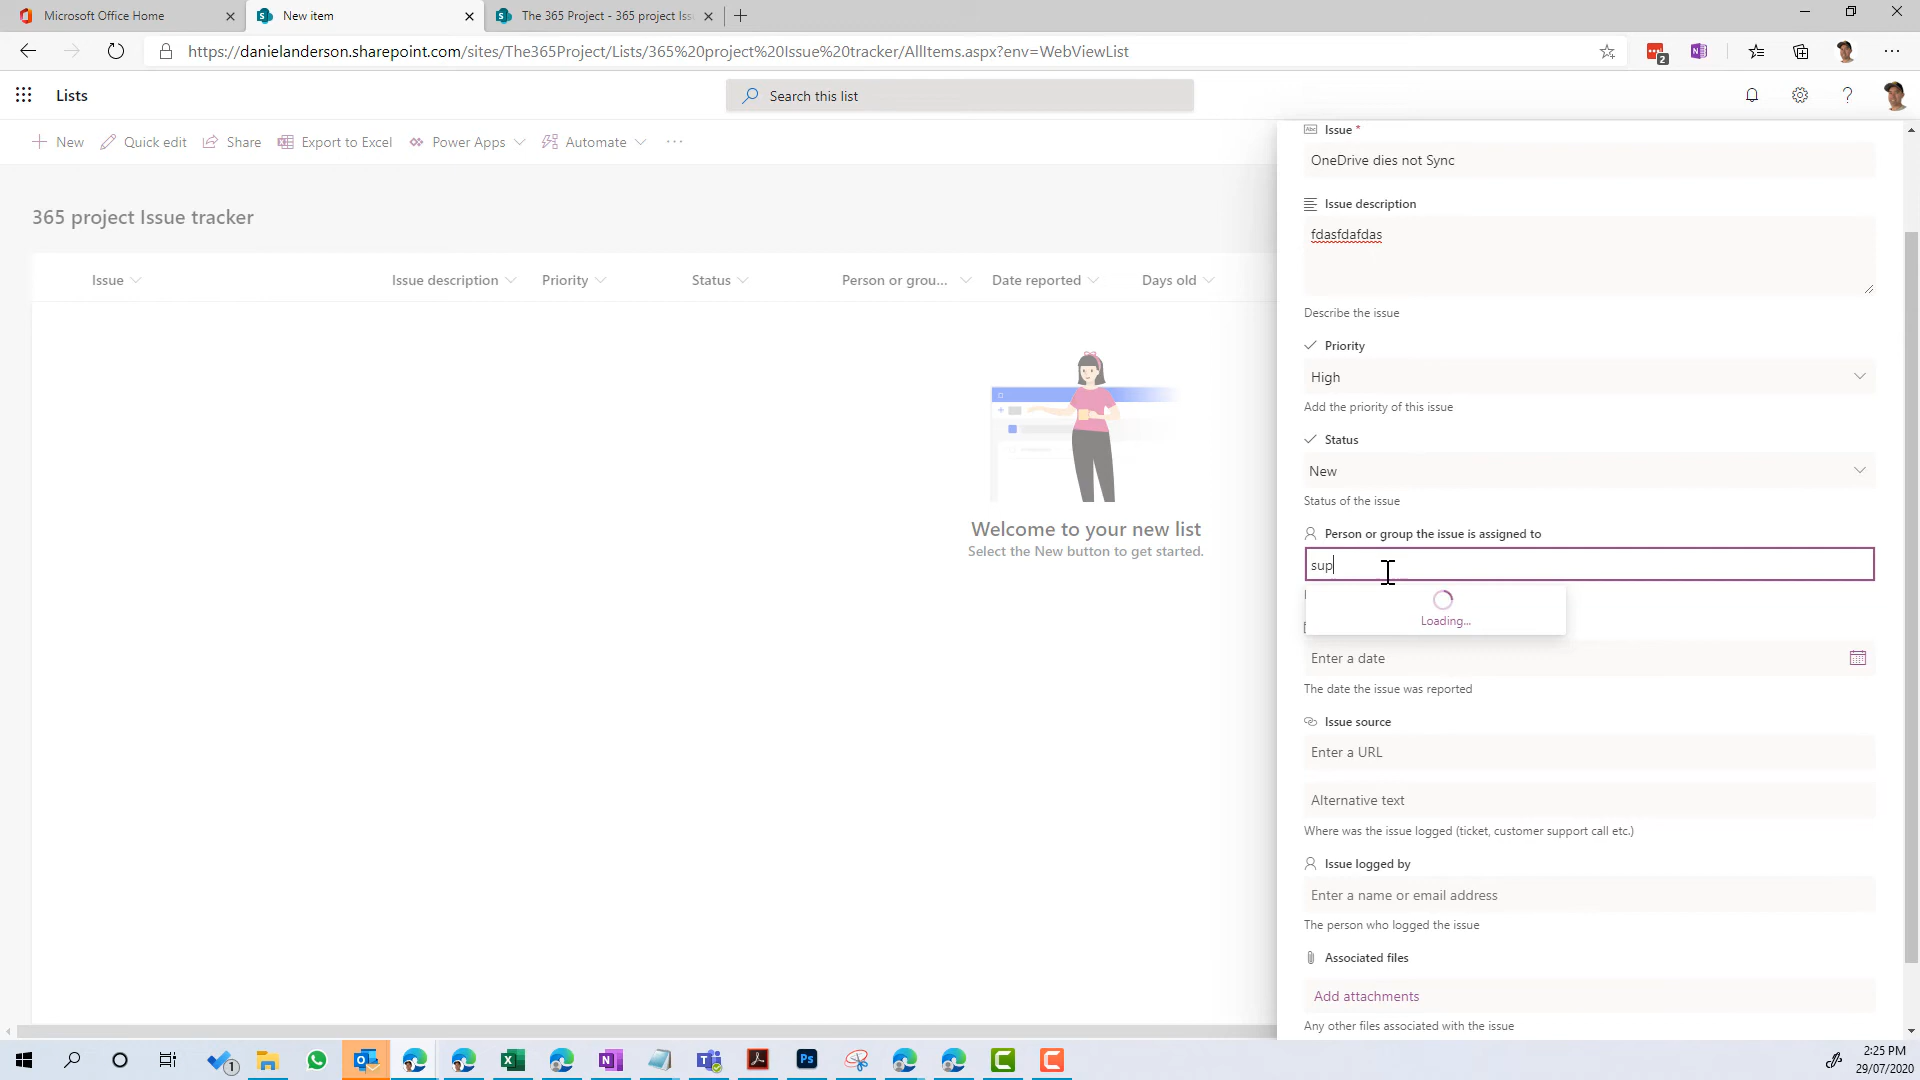 Microsoft Office Home
New item
The 365 Project - 365 project Iss
https://danielanderson.sharepoint.com/sites/The365Project/Lists/365%20project%20Issue%20tracker/AllItems.aspx?env=WebViewList
2
Lists
Search this list
New
Quick edit
Share
Export to Excel
Power Apps
Automate
365 project Issue tracker
Issue
Issue description
Priority
Status
Person or grou...
Date reported
Days old
Welcome to your new list
Select the New button to get started.
Abc
Issue *
OneDrive dies not Sync
Issue description
fdasfdafdas
Describe the issue
Priority
High
Add the priority of this issue
Status
New
Status of the issue
Person or group the issue is assigned to
sup
Loading...
Enter a date
The date the issue was reported
Issue source
Enter a URL
Alternative text
Where was the issue logged (ticket, customer support call etc.)
Issue logged by
Enter a name or email address
The person who logged the issue
Associated files
Add attachments
Any other files associated with the issue
1
2:25 PM
29/07/2020